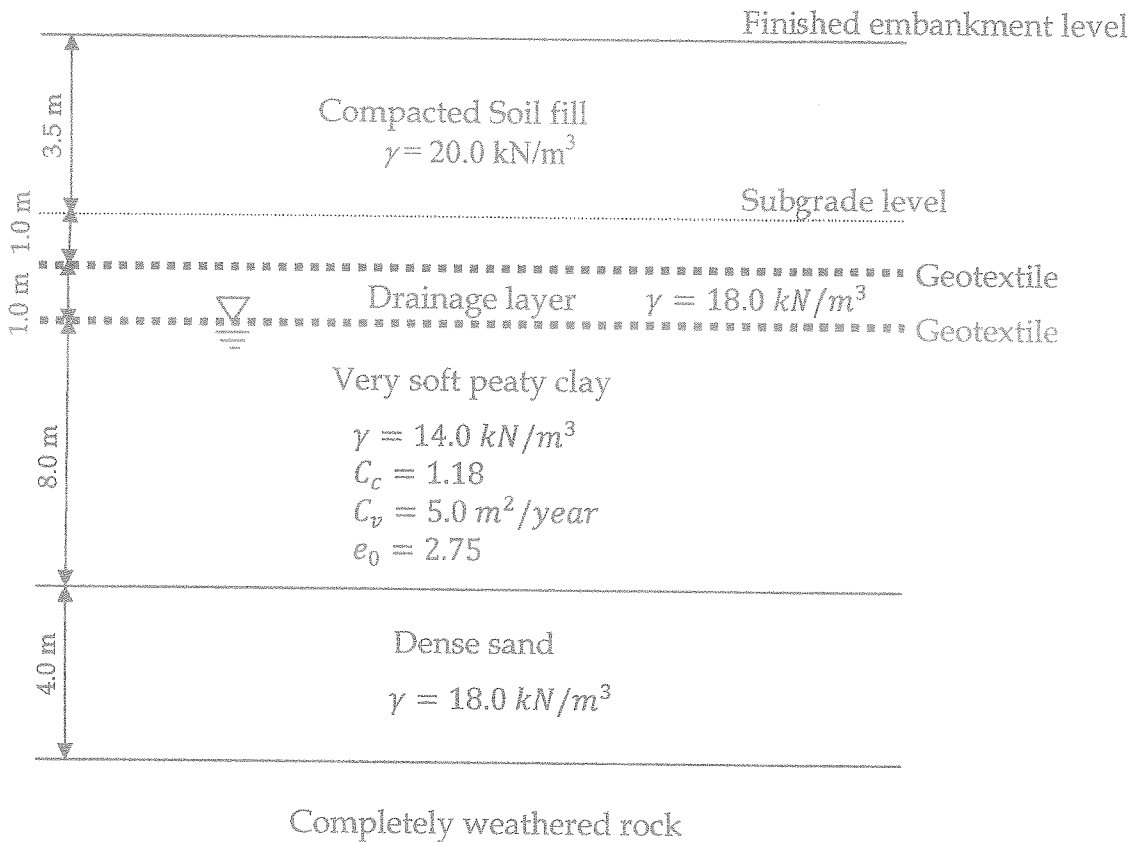 Finished embankment level
3.5 m
Compacted Soil fill
γ = 20.0 kN/m³
Subgrade level
1.0 m
Geotextile
1.0 m
Drainage layer γ = 18.0 kN/m³
Geotextile
Very soft peaty clay
8.0 m
γ = 14.0 kN/m³
C_c = 1.18
C_v = 5.0 m²/year
e_0 = 2.75
4.0 m
Dense sand
γ = 18.0 kN/m³
Completely weathered rock